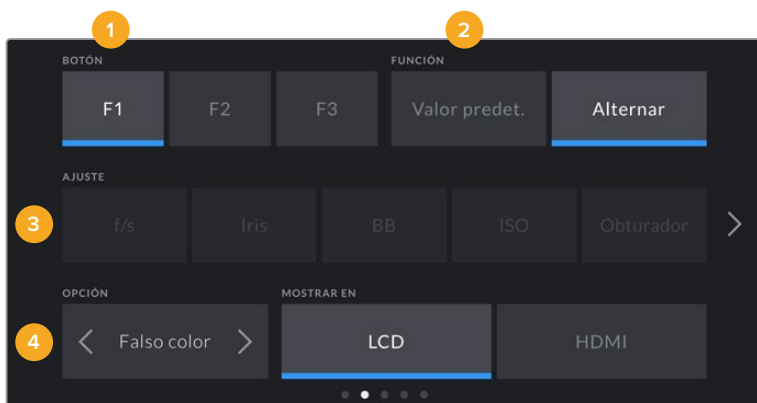 1 2
BOTÓN FUNCIÓN
F1 F2 F3 Valor predet. Alternar
AJUSTE
3 f/s Iris BB ISO Obturador
OPCIÓN MOSTRAR EN
4 Falso color LCD HDMI